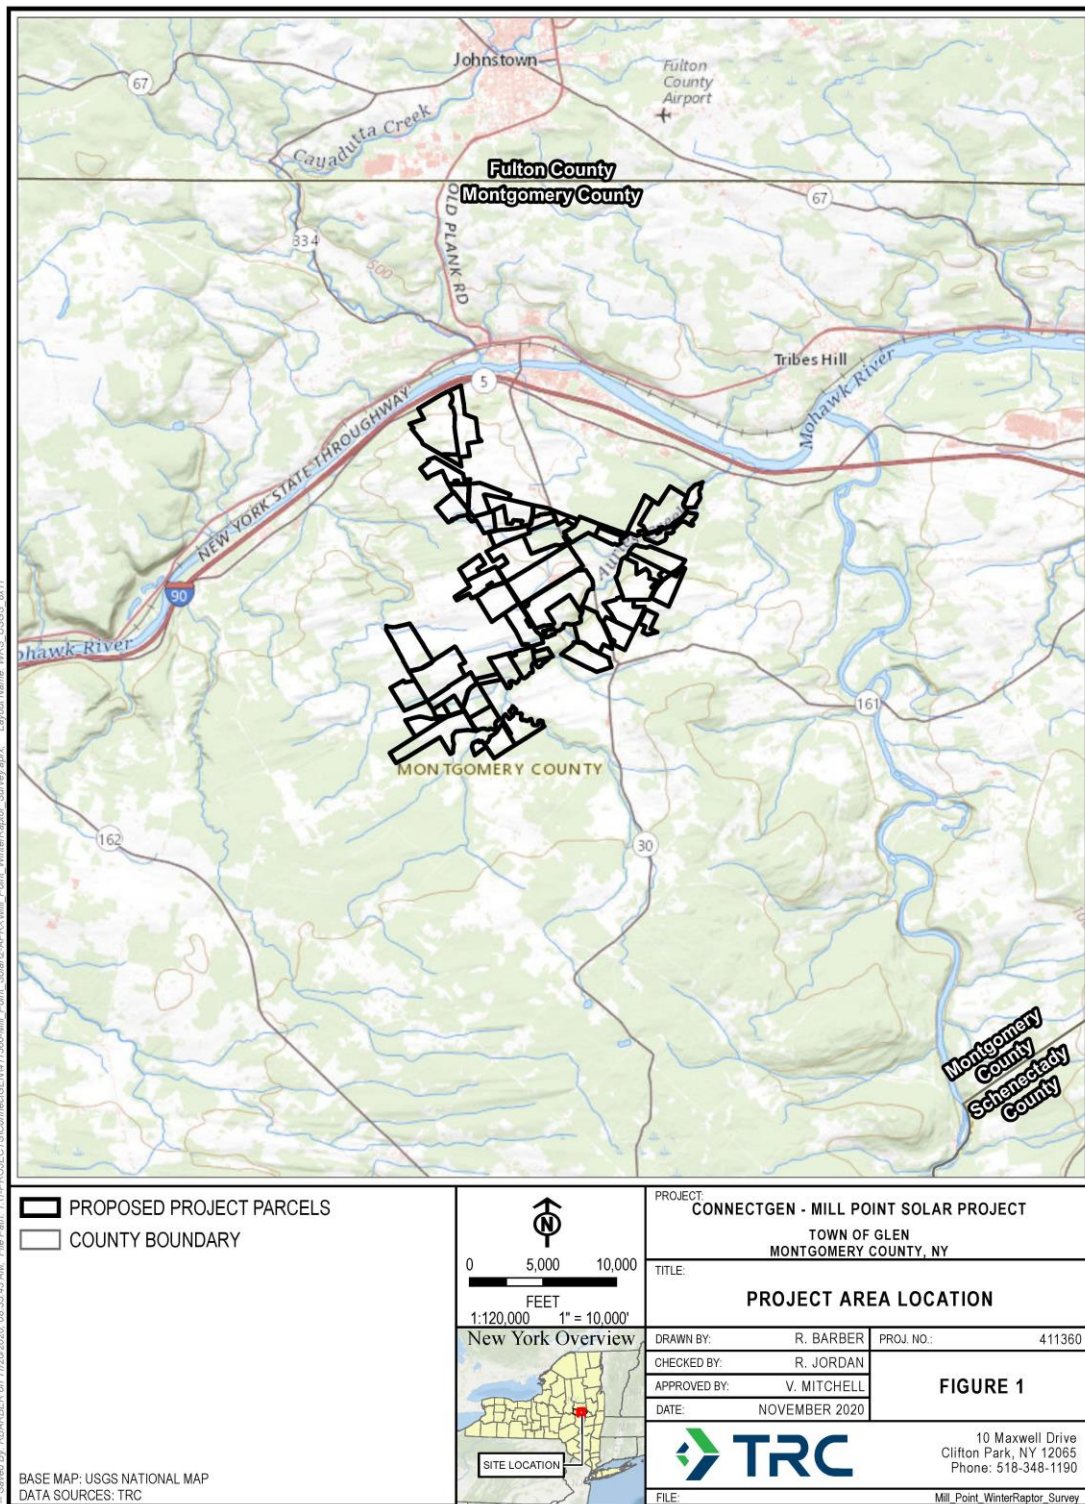 Johnstown
Fulton
County
Airport
67
Cayadutta Creek
Fulton County
Montgomery County
67
OLD PLANK RD
334
500
Tribes Hill
Mohawk River
5
NEW YORK STATE THROUGHWAY
90
Mohawk River
161
MONTGOMERY COUNTY
162
30
Montgomery
County
Schenectady
County
PROPOSED PROJECT PARCELS
COUNTY BOUNDARY
N
0 5,000 10,000
FEET
1:120,000 1" = 10,000'
New York Overview
SITE LOCATION
BASE MAP: USGS NATIONAL MAP
DATA SOURCES: TRC
PROJECT:
CONNECTGEN - MILL POINT SOLAR PROJECT
TOWN OF GLEN
MONTGOMERY COUNTY, NY
TITLE:
PROJECT AREA LOCATION
DRAWN BY: R. BARBER PROJ. NO.: 411360
CHECKED BY: R. JORDAN
APPROVED BY: V. MITCHELL
FIGURE 1
DATE: NOVEMBER 2020
TRC
10 Maxwell Drive
Clifton Park, NY 12065
Phone: 518-348-1190
FILE: Mill_Point_WinterRaptor_Survey